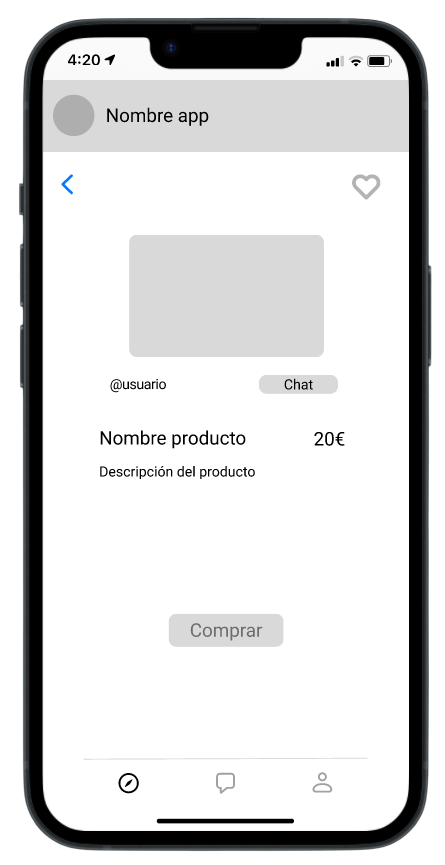 4:20
Nombre app
@usuario Chat
Nombre producto 20€
Descripción del producto
Comprar